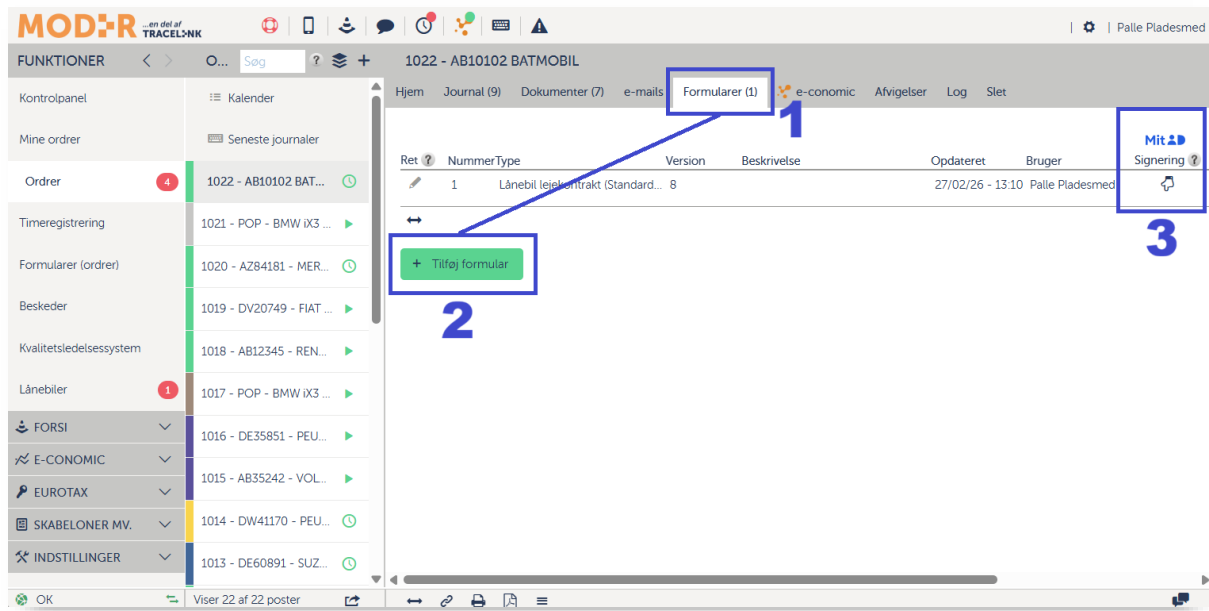 MOD:R ...en del af TRACELINK
| Palle Pladesmed
FUNKTIONER
O... Søg ? +
1022 - AB10102 BATMOBIL
Hjem Journal (9) Dokumenter (7) e-mails Formularer (1) e-conomic Afvigelser Log Slet
1
Kontrolpanel
Mine ordrer
Ordrer 4
Timeregistrering
Formularer (ordrer)
Beskeder
Kvalitetsledelsessystem
Lånebiler 1
FORSI
E-CONOMIC
EUROTAX
SKABELONER MV.
INDSTILLINGER
OK
Kalender
Seneste journaler
1022 - AB10102 BAT...
1021 - POP - BMW iX3 ...
1020 - AZ84181 - MER...
1019 - DV20749 - FIAT ...
1018 - AB12345 - REN...
1017 - POP - BMW iX3 ...
1016 - DE35851 - PEU...
1015 - AB35242 - VOL...
1014 - DW41170 - PEU...
1013 - DE60891 - SUZ...
Viser 22 af 22 poster
Mit ID
Ret ? Nummer Type Version Beskrivelse Opdateret Bruger Signering ?
1 Lånebil lejekontrakt (Standard... 8 27/02/26 - 13:10 Palle Pladesmed
3
+ Tilføj formular
2